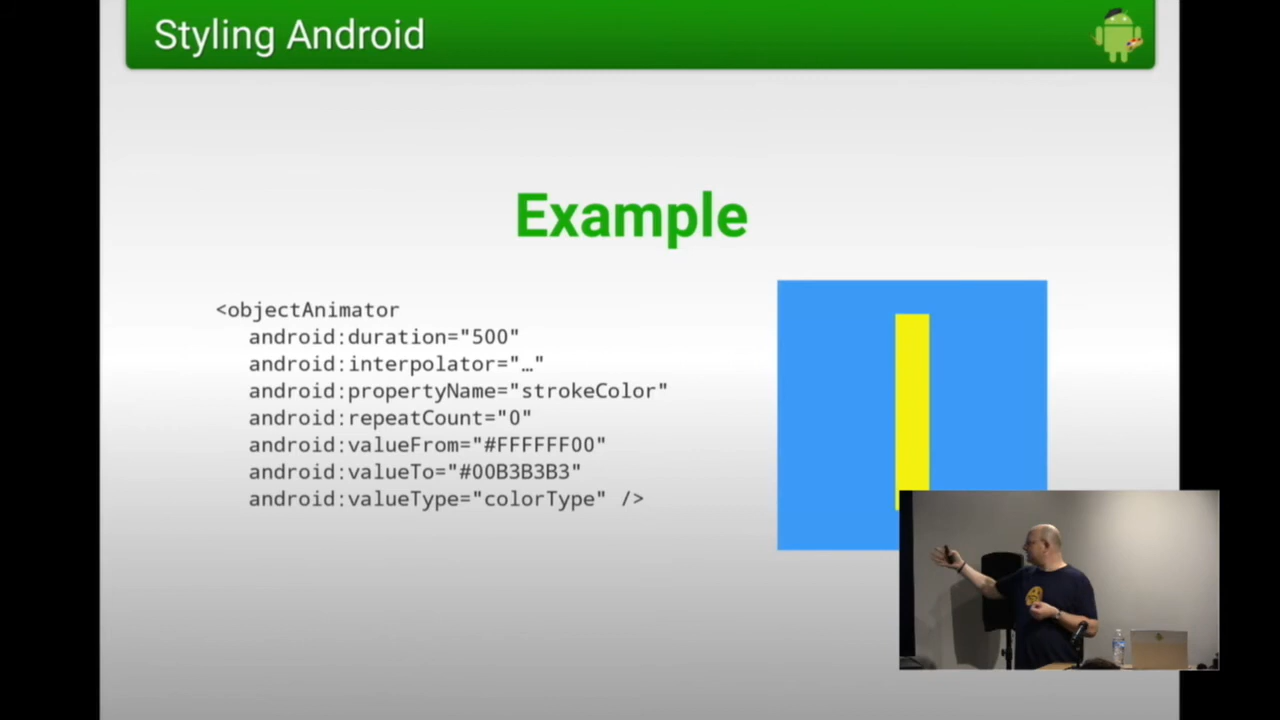 Styling Android
Example
<objectAnimator
android:duration="500"
android:interpolator="…"
android:propertyName="strokeColor"
android:repeatCount="0"
android:valueFrom="#FFFFFF00"
android:valueTo="#00B3B3B3"
android:valueType="colorType" />